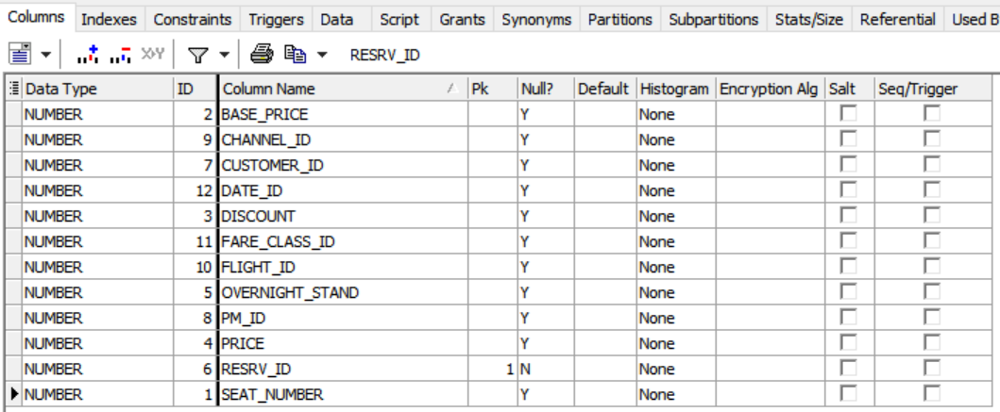 Columns Indexes Constraints Triggers Data Script Grants Synonyms Partitions Subpartitions Stats/Size Referential Used B
RESRV_ID
Data Type ID Column Name Pk Null? Default Histogram Encryption Alg Salt Seq/Trigger
NUMBER 2 BASE_PRICE Y None
NUMBER 9 CHANNEL_ID Y None
NUMBER 7 CUSTOMER_ID Y None
NUMBER 12 DATE_ID Y None
NUMBER 3 DISCOUNT Y None
NUMBER 11 FARE_CLASS_ID Y None
NUMBER 10 FLIGHT_ID Y None
NUMBER 5 OVERNIGHT_STAND Y None
NUMBER 8 PM_ID Y None
NUMBER 4 PRICE Y None
NUMBER 6 RESRV_ID 1 N None
NUMBER 1 SEAT_NUMBER Y None